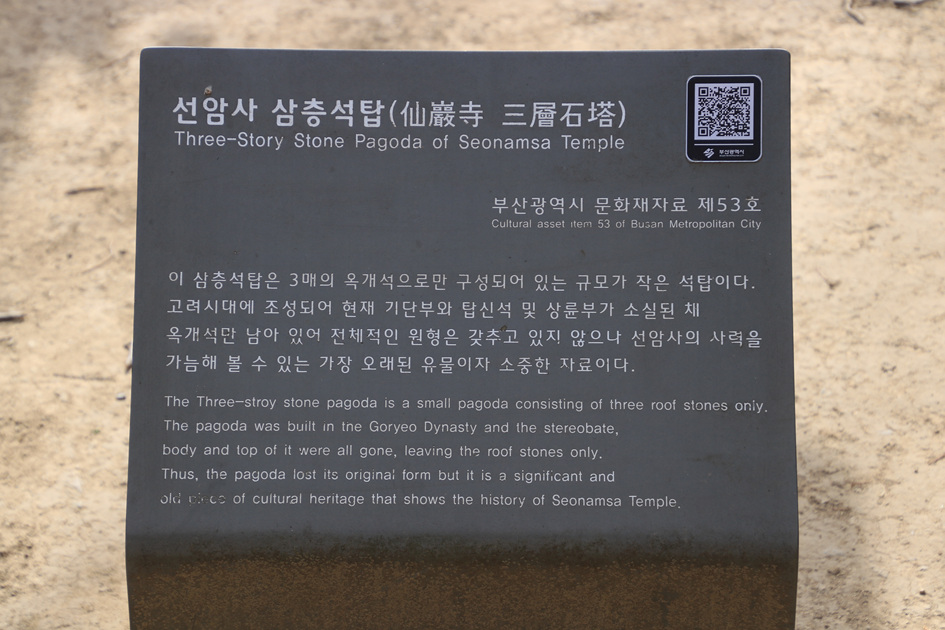 선암사 삼층석탑(仙巖寺 三層石塔)
Three-Story Stone Pagoda of Seonamsa Temple
부산광역시
부산광역시 문화재자료 제53호
Cultural asset item 53 of Busan Metropolitan City
이 삼층석탑은 3매의 옥개석으로만 구성되어 있는 규모가 작은 석탑이다.
고려시대에 조성되어 현재 기단부와 탑신석 및 상륜부가 소실된 채
옥개석만 남아 있어 전체적인 원형은 갖추고 있지 않으나 선암사의 사력을
가늠해 볼 수 있는 가장 오래된 유물이자 소중한 자료이다.
The Three-stroy stone pagoda is a small pagoda consisting of three roof stones only.
The pagoda was built in the Goryeo Dynasty and the stereobate,
body and top of it were all gone, leaving the roof stones only.
Thus, the pagoda lost its original form but it is a significant and
old piece of cultural heritage that shows the history of Seonamsa Temple.